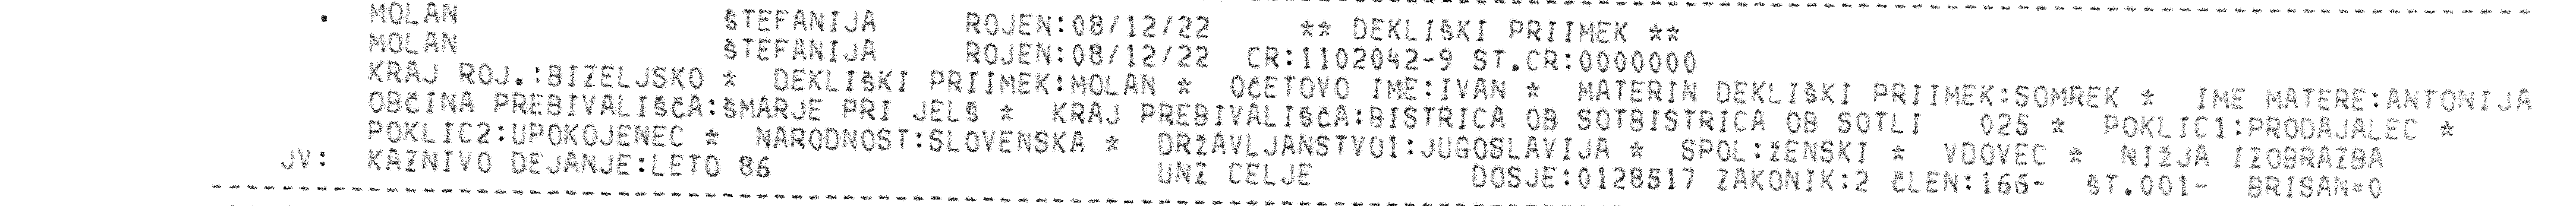 . MOLAN ŠTEFANIJA ROJEN:08/12/22 ** DEKLIŠKI PRIIMEK **
MOLAN ŠTEFANIJA ROJEN:08/12/22 CR:1102042-9 ST.CR:0000000
KRAJ ROJ.:BIZELJSKO * DEKLIŠKI PRIIMEK:MOLAN * OČETOVO IME:IVAN * MATERIN DEKLIŠKI PRIIMEK:SOMREK * IME MATERE:ANTONIJA
OBČINA PREBIVALIŠČA:ŠMARJE PRI JELŠ * KRAJ PREBIVALIŠČA:BISTRICA OB SOTBISTRICA OB SOTLI 025 * POKLIC1:PRODAJALEC *
POKLIC2:UPOKOJENEC * NARODNOST:SLOVENSKA * DRŽAVLJANSTVO1:JUGOSLAVIJA * SPOL:ŽENSKI * VDOVEC * NIŽJA IZOBRAZBA
JV: KAZNIVO DEJANJE:LETO 86 UNZ CELJE DOSJE:0128517 ZAKONIK:2 ČLEN:166- ŠT.001- BRISAN=0